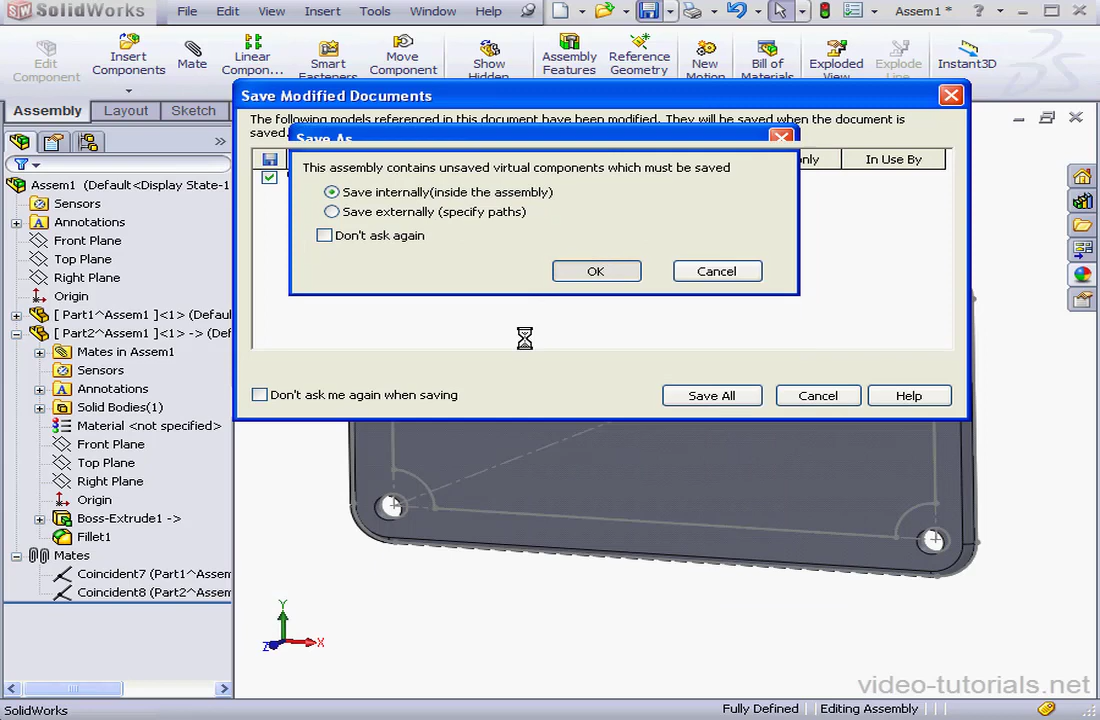 SolidWorks
File Edit View Insert Tools Window Help
Assem1 *
Edit Component
Insert Components
Mate
Linear Compon...
Smart Fasteners
Move Component
Show Hidden
Assembly Features
Reference Geometry
New Motion
Bill of Materials
Exploded View
Explode Line
Instant3D
Assembly Layout Sketch
Save Modified Documents
The following models referenced in this document have been modified. They will be saved when the document is
saved.
Save As
only
In Use By
This assembly contains unsaved virtual components which must be saved
Save internally(inside the assembly)
Save externally (specify paths)
Don't ask again
OK
Cancel
Don't ask me again when saving
Save All
Cancel
Help
Assem1 (Default<Display State-1
Sensors
Annotations
Front Plane
Top Plane
Right Plane
Origin
[ Part1^Assem1 ]<1> (Defau
[ Part2^Assem1 ]<1> -> (Def
Mates in Assem1
Sensors
Annotations
Solid Bodies(1)
Material <not specified>
Front Plane
Top Plane
Right Plane
Origin
Boss-Extrude1 ->
Fillet1
Mates
Coincident7 (Part1^Assem
Coincident8 (Part2^Assem
Y
X
Z
video-tutorials.net
SolidWorks
Fully Defined
Editing Assembly